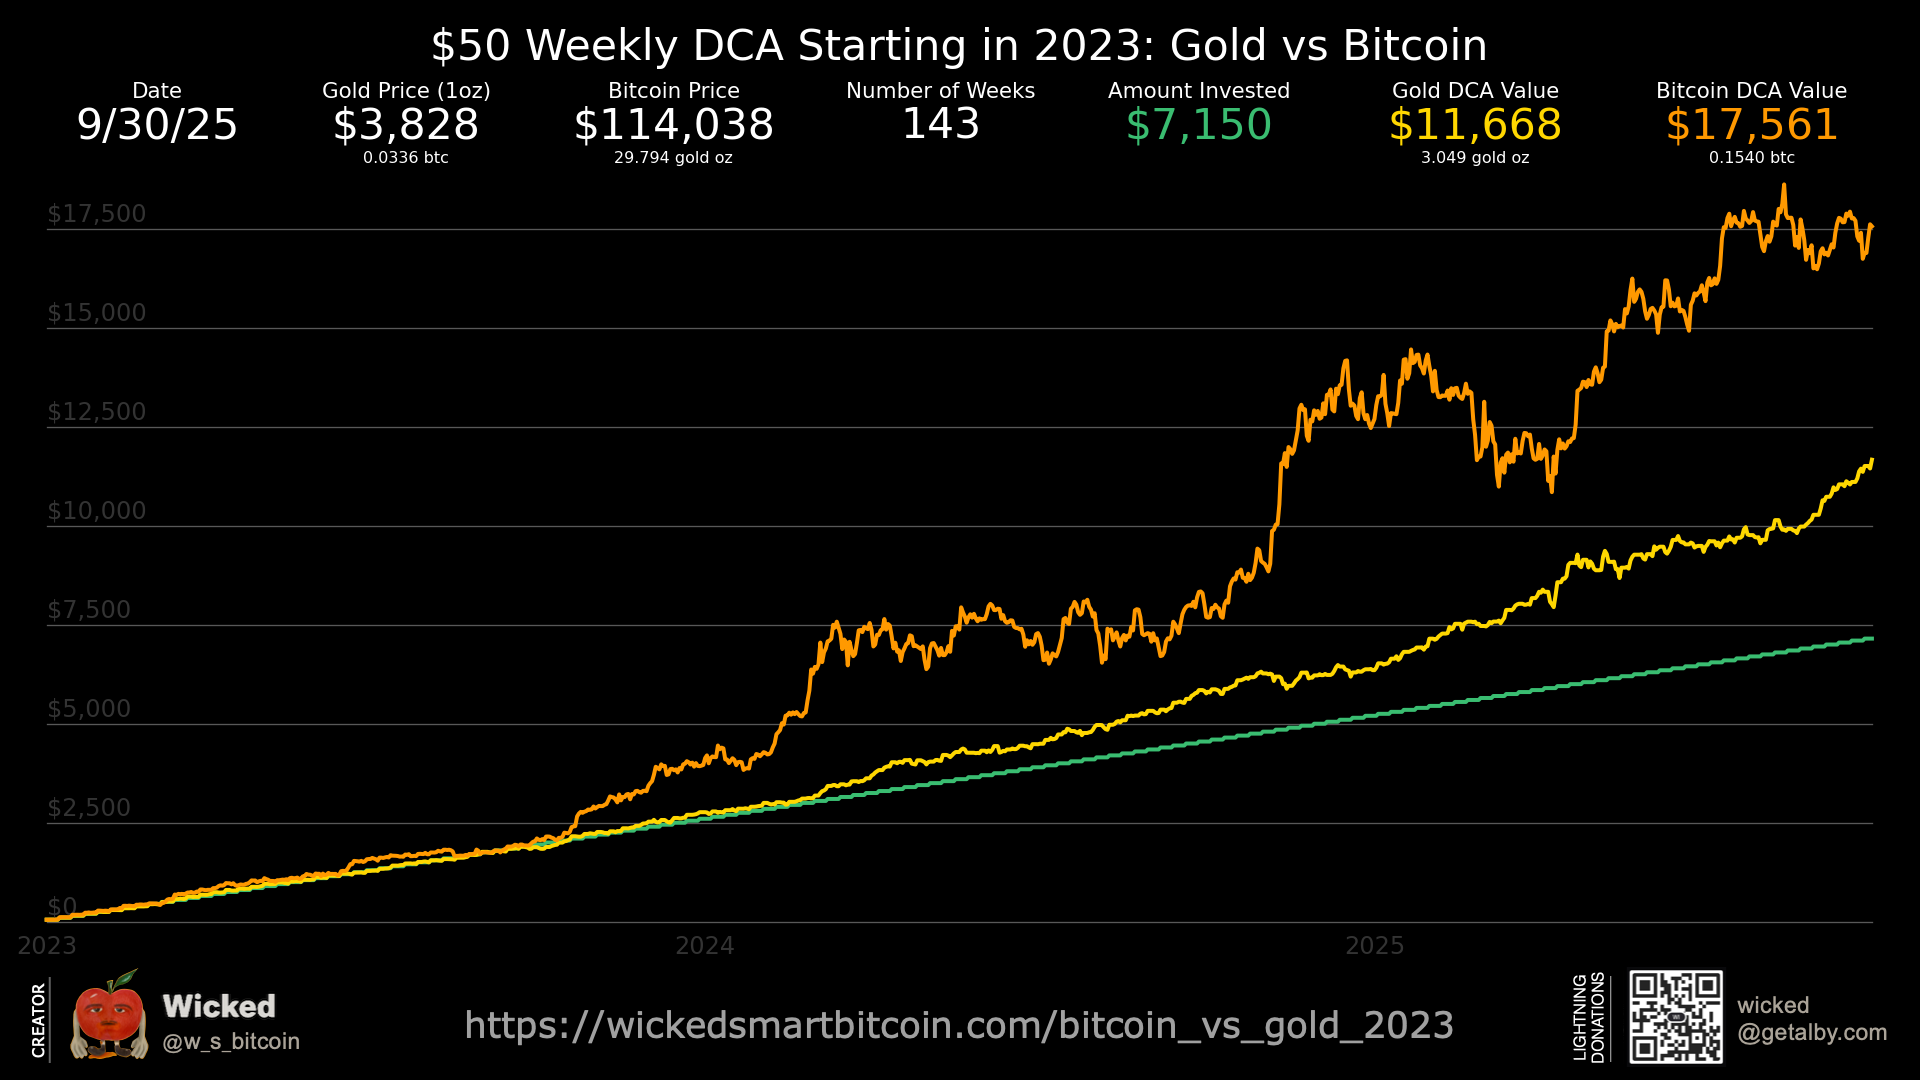 $50 Weekly DCA Starting in 2023: Gold vs Bitcoin
Date
9/30/25
Gold Price (1oz)
$3,828
0.0336 btc
Bitcoin Price
$114,038
29.794 gold oz
Number of Weeks
143
Amount Invested
$7,150
Gold DCA Value
$11,668
3.049 gold oz
Bitcoin DCA Value
$17,561
0.1540 btc
$17,500
$15,000
$12,500
$10,000
$7,500
$5,000
$2,500
$0
2023
2024
2025
CREATOR
Wicked
@w_s_bitcoin
https://wickedsmartbitcoin.com/bitcoin_vs_gold_2023
LIGHTNING
DONATIONS
wicked
@getalby.com